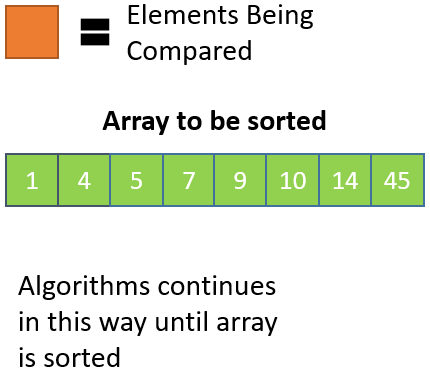 Elements Being
Compared
Array to be sorted
1 4 5 7 9 10 14 45
Algorithms continues
in this way until array
is sorted